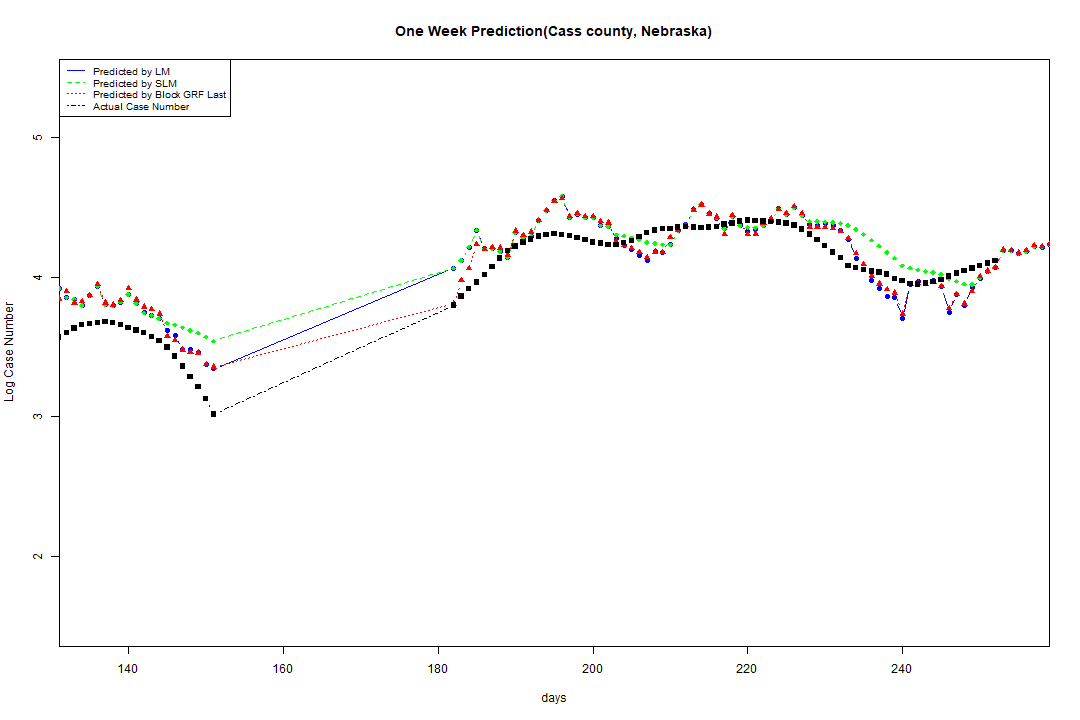 One Week Prediction(Cass county, Nebraska)
Predicted by LM
Predicted by SLM
Predicted by Block GRF Last
Actual Case Number
5
4
3
2
Log Case Number
140 160 180 200 220 240
days